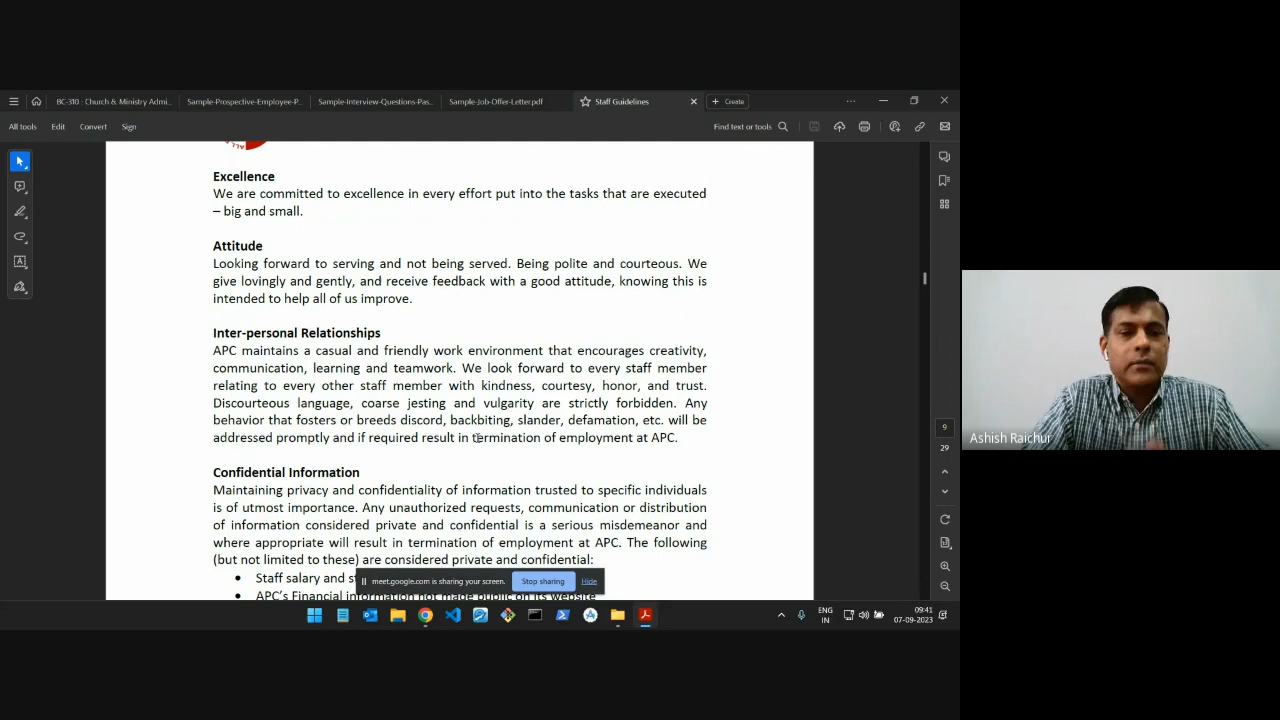 BC-310 : Church & Ministry Admi...
Sample-Prospective-Employee-P...
Sample-Interview-Questions-Pas...
Sample-Job-Offer-Letter.pdf
Staff Guidelines
Create
All tools
Edit
Convert
Sign
Find text or tools
Excellence
We are committed to excellence in every effort put into the tasks that are executed
– big and small.
Attitude
Looking forward to serving and not being served. Being polite and courteous. We
give lovingly and gently, and receive feedback with a good attitude, knowing this is
intended to help all of us improve.
Inter-personal Relationships
APC maintains a casual and friendly work environment that encourages creativity,
communication, learning and teamwork. We look forward to every staff member
relating to every other staff member with kindness, courtesy, honor, and trust.
Discourteous language, coarse jesting and vulgarity are strictly forbidden. Any
behavior that fosters or breeds discord, backbiting, slander, defamation, etc. will be
addressed promptly and if required result in termination of employment at APC.
Confidential Information
Maintaining privacy and confidentiality of information trusted to specific individuals
is of utmost importance. Any unauthorized requests, communication or distribution
of information considered private and confidential is a serious misdemeanor and
where appropriate will result in termination of employment at APC. The following
(but not limited to these) are considered private and confidential:
• Staff salary and
• APC's Financial information not made public on its website
meet.google.com is sharing your screen.
Stop sharing
Hide
9
29
ENG
IN
09:41
07-09-2023
Ashish Raichur